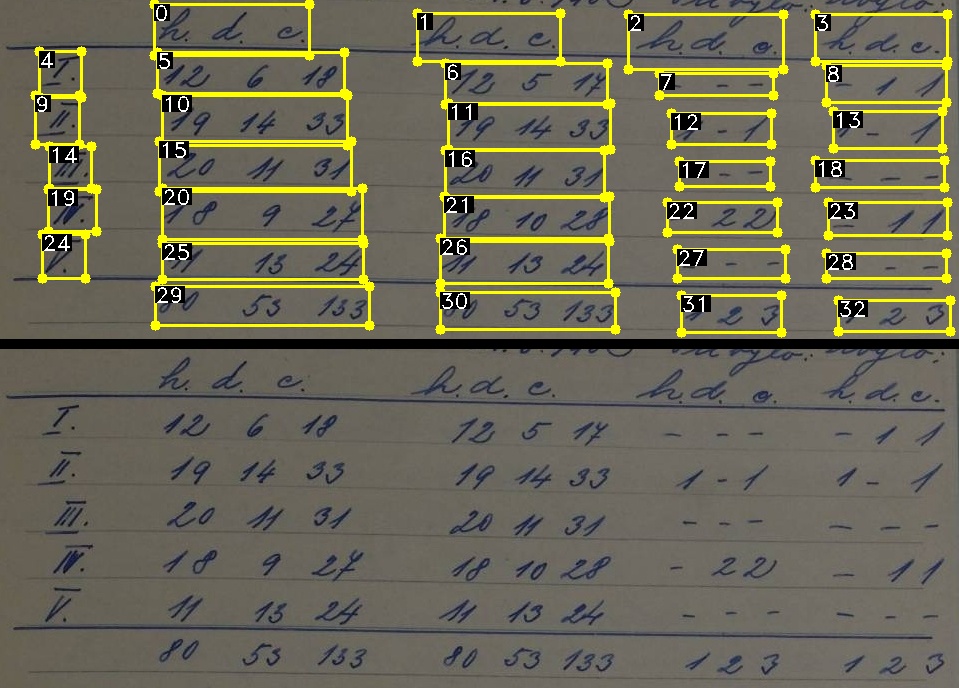 h. d. c. h. d. c. h. d. c. h. d. c.
I. 12 6 18 12 5 17 - - - - 1 1
II. 19 14 33 19 14 33 1 - 1 1 - 1
III. 20 11 31 20 11 31 - - - - - -
IV. 18 9 27 18 10 28 - 2 2 - 1 1
V. 11 13 24 11 13 24 - - - - - -
80 53 133 80 53 133 1 2 3 1 2 3